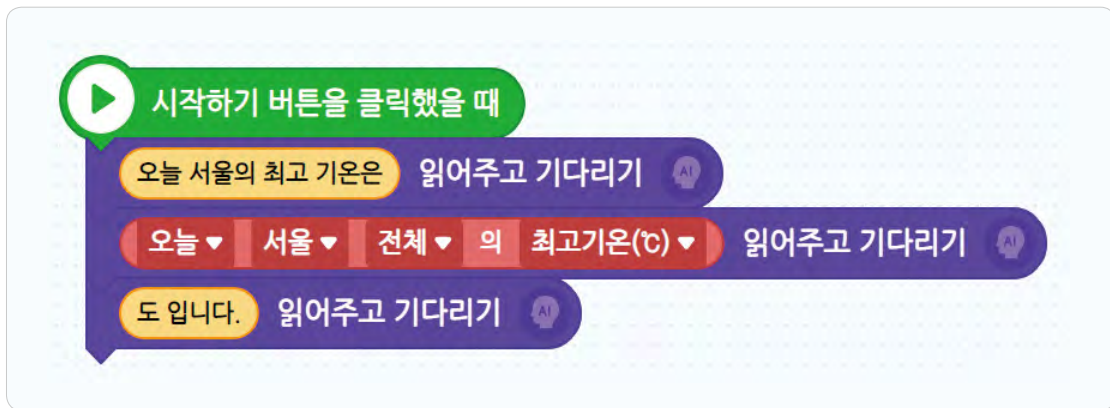 시작하기 버튼을 클릭했을 때
오늘 서울의 최고 기온은 읽어주고 기다리기 AI
오늘 서울 전체 의 최고기온(℃) 읽어주고 기다리기 AI
도 입니다. 읽어주고 기다리기 AI